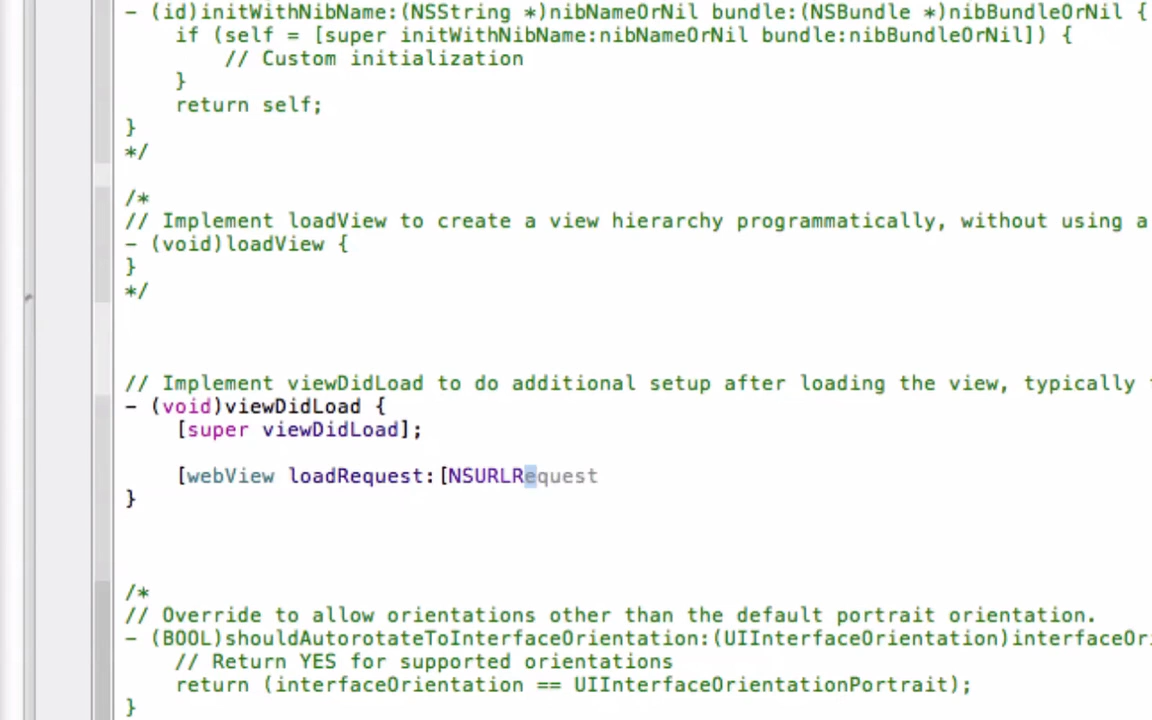 - (id)initWithNibName:(NSString *)nibNameOrNil bundle:(NSBundle *)nibBundleOrNil {
if (self = [super initWithNibName:nibNameOrNil bundle:nibBundleOrNil]) {
// Custom initialization
}
return self;
}
*/
/*
// Implement loadView to create a view hierarchy programmatically, without using a
- (void)loadView {
}
*/
// Implement viewDidLoad to do additional setup after loading the view, typically
- (void)viewDidLoad {
[super viewDidLoad];
[webView loadRequest:[NSURLRequest
}
/*
// Override to allow orientations other than the default portrait orientation.
- (BOOL)shouldAutorotateToInterfaceOrientation:(UIInterfaceOrientation)interfaceOri
// Return YES for supported orientations
return (interfaceOrientation == UIInterfaceOrientationPortrait);
}